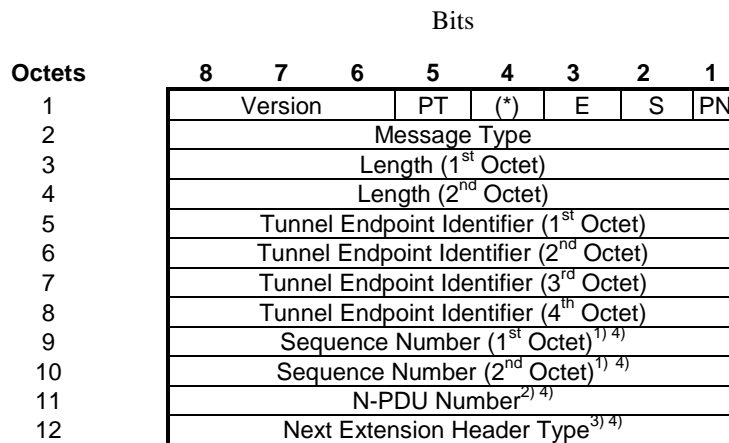 Bits
Octets 8 7 6 5 4 3 2 1
1 Version PT (*) E S PN
2 Message Type
3 Length (1st Octet)
4 Length (2nd Octet)
5 Tunnel Endpoint Identifier (1st Octet)
6 Tunnel Endpoint Identifier (2nd Octet)
7 Tunnel Endpoint Identifier (3rd Octet)
8 Tunnel Endpoint Identifier (4th Octet)
9 Sequence Number (1st Octet)1) 4)
10 Sequence Number (2nd Octet)1) 4)
11 N-PDU Number2) 4)
12 Next Extension Header Type3) 4)